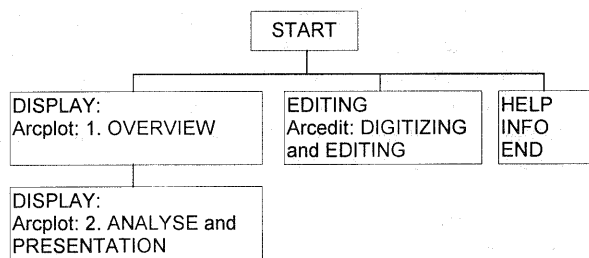 START
DISPLAY:
Arcplot: 1. OVERVIEW
EDITING
Arcedit: DIGITIZING
and EDITING
HELP
INFO
END
DISPLAY:
Arcplot: 2. ANALYSE and
PRESENTATION